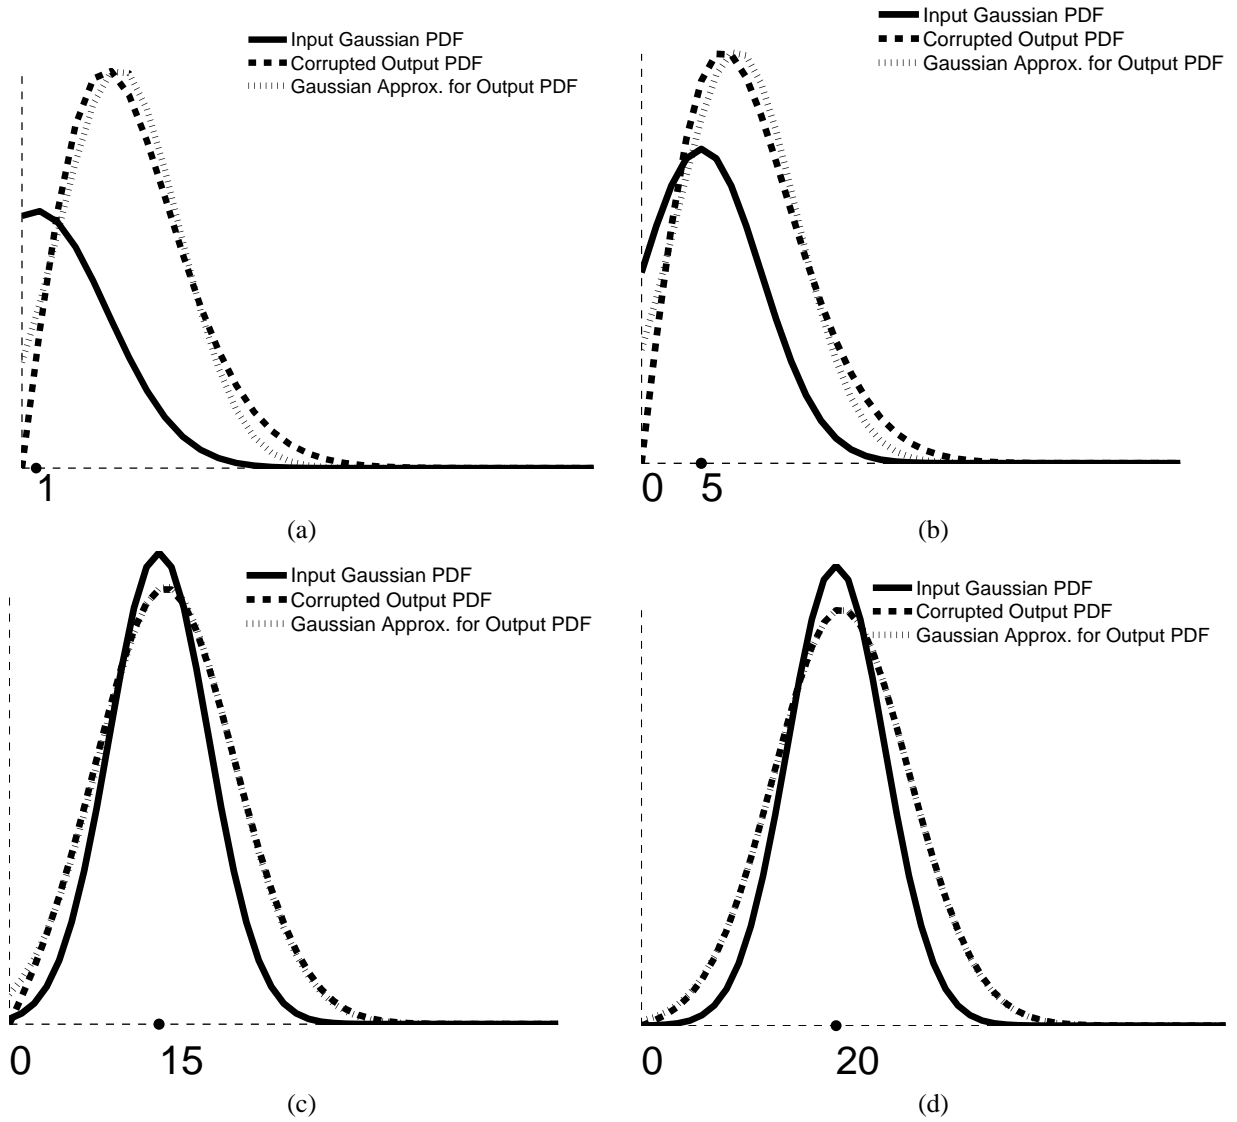 Input Gaussian PDF
Corrupted Output PDF
Gaussian Approx. for Output PDF
1
(a)
Input Gaussian PDF
Corrupted Output PDF
Gaussian Approx. for Output PDF
0 5
(b)
Input Gaussian PDF
Corrupted Output PDF
Gaussian Approx. for Output PDF
0 15
(c)
Input Gaussian PDF
Corrupted Output PDF
Gaussian Approx. for Output PDF
0 20
(d)